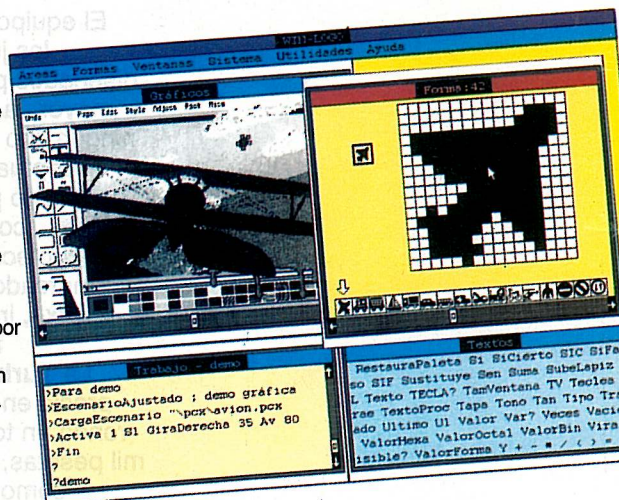 WIN-LOGO
Areas Formas Ventanas Sistema Utilidades Ayuda
Gráficos
Undo Page Edit Style Adjust Pack Misc
Forma:42
Trabajo - demo
>Para demo
>EscenarioAjustado ; demo gráfica
>CargaEscenario "\pcx\avion.pcx
>Activa 1 S1 GiraDerecha 35 Av 80
>Fin
?
?demo
Textos
RestauraPaleta Si SiCierto SIC SiFa
so SIF Sustituye Sen Suma SubeLapiz
L Texto TECLA? TamVentana TV Teclea
rae TextoProc Tapa Tono Tan Tipo Tra
ado Ultimo Ul Valor Var? Veces Vacio
ValorHexa ValorOctal ValorBin Vira
isible? ValorForma Y + - * / < > =
El equipo
por
mil pesetas,